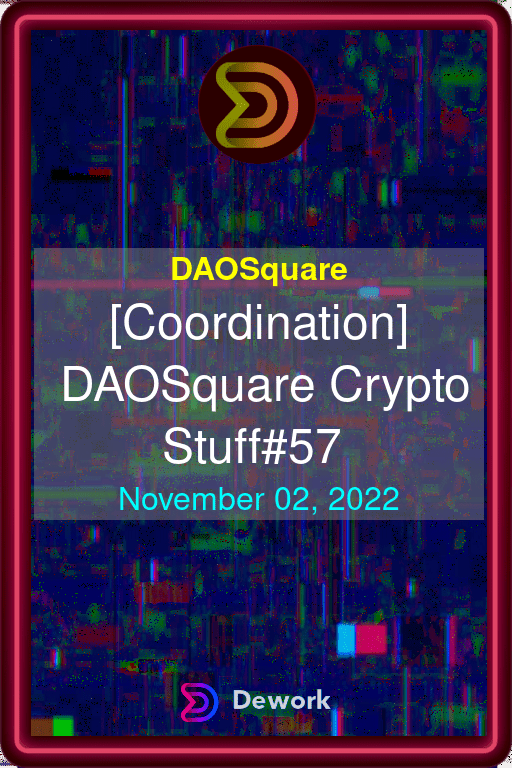 DAOSquare
[Coordination]
DAOSquare Crypto
Stuff#57
November 02, 2022
Dework